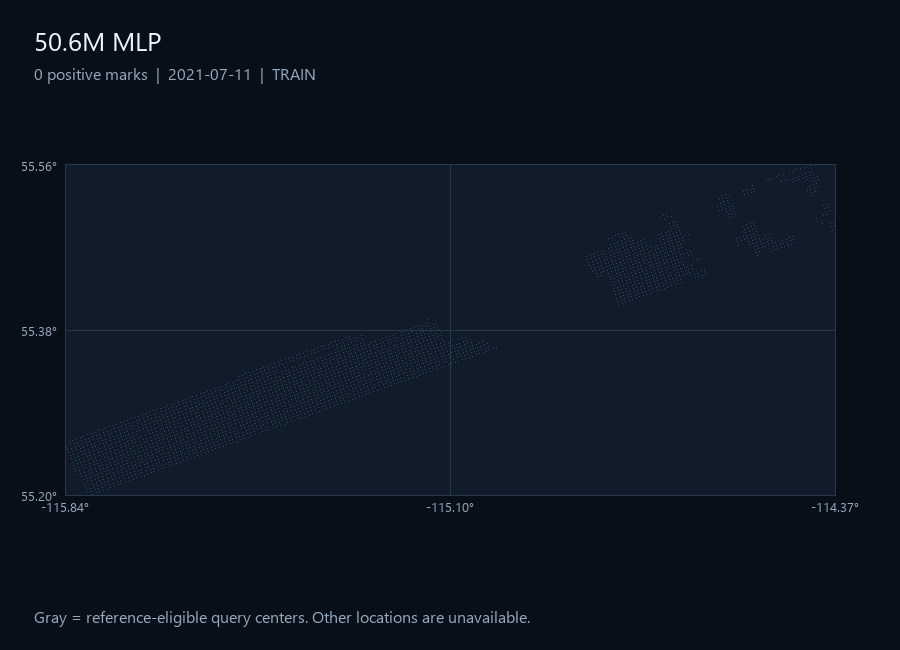 50.6M MLP
0 positive marks | 2021-07-11 | TRAIN
55.56°
55.38°
55.20°
-115.84°
-115.10°
-114.37°
Gray = reference-eligible query centers. Other locations are unavailable.